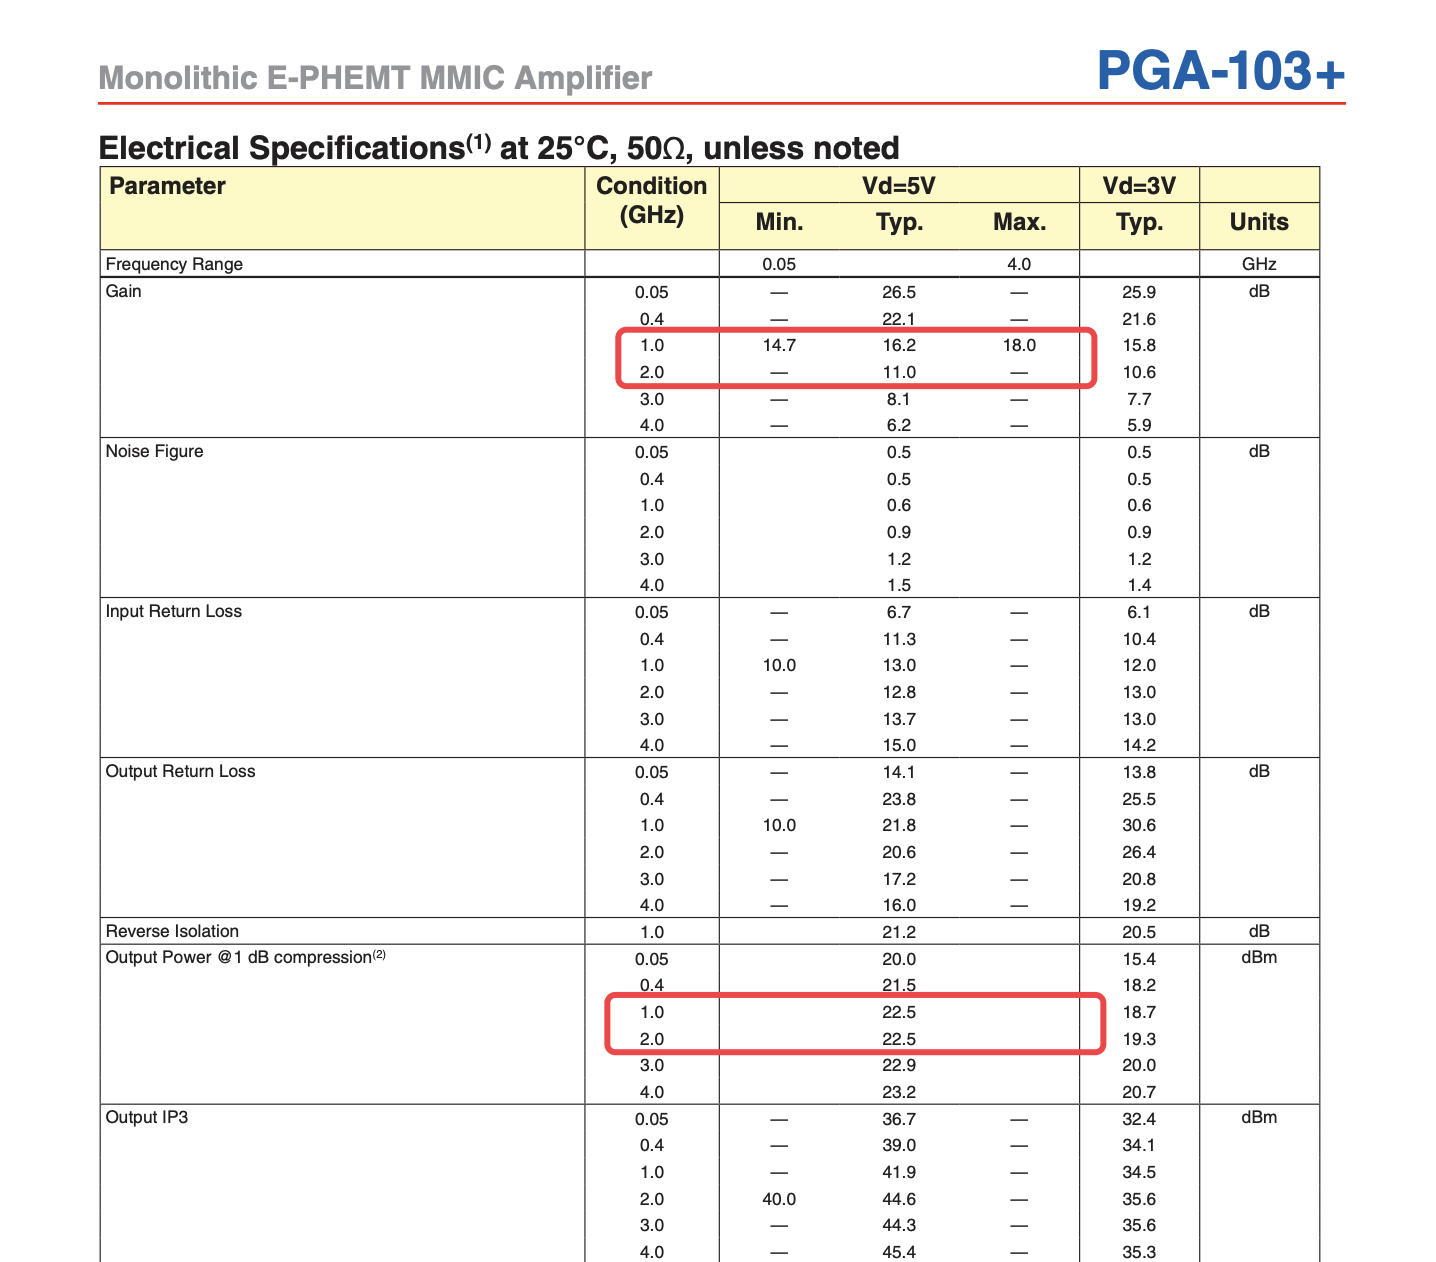 Monolithic E-PHEMT MMIC Amplifier PGA-103+
Electrical Specifications(1) at 25°C, 50Ω, unless noted
Parameter Condition (GHz) Vd=5V Vd=3V
Min. Typ. Max. Typ. Units
Frequency Range 0.05 4.0 GHz
Gain 0.05 — 26.5 — 25.9 dB
0.4 — 22.1 — 21.6
1.0 14.7 16.2 18.0 15.8
2.0 — 11.0 — 10.6
3.0 — 8.1 — 7.7
4.0 — 6.2 — 5.9
Noise Figure 0.05 0.5 0.5 dB
0.4 0.5 0.5
1.0 0.6 0.6
2.0 0.9 0.9
3.0 1.2 1.2
4.0 1.5 1.4
Input Return Loss 0.05 — 6.7 — 6.1 dB
0.4 — 11.3 — 10.4
1.0 10.0 13.0 — 12.0
2.0 — 12.8 — 13.0
3.0 — 13.7 — 13.0
4.0 — 15.0 — 14.2
Output Return Loss 0.05 — 14.1 — 13.8 dB
0.4 — 23.8 — 25.5
1.0 10.0 21.8 — 30.6
2.0 — 20.6 — 26.4
3.0 — 17.2 — 20.8
4.0 — 16.0 — 19.2
Reverse Isolation 1.0 21.2 20.5 dB
Output Power @1 dB compression(2) 0.05 20.0 15.4 dBm
0.4 21.5 18.2
1.0 22.5 18.7
2.0 22.5 19.3
3.0 22.9 20.0
4.0 23.2 20.7
Output IP3 0.05 — 36.7 — 32.4 dBm
0.4 — 39.0 — 34.1
1.0 — 41.9 — 34.5
2.0 40.0 44.6 — 35.6
3.0 — 44.3 — 35.6
4.0 — 45.4 — 35.3